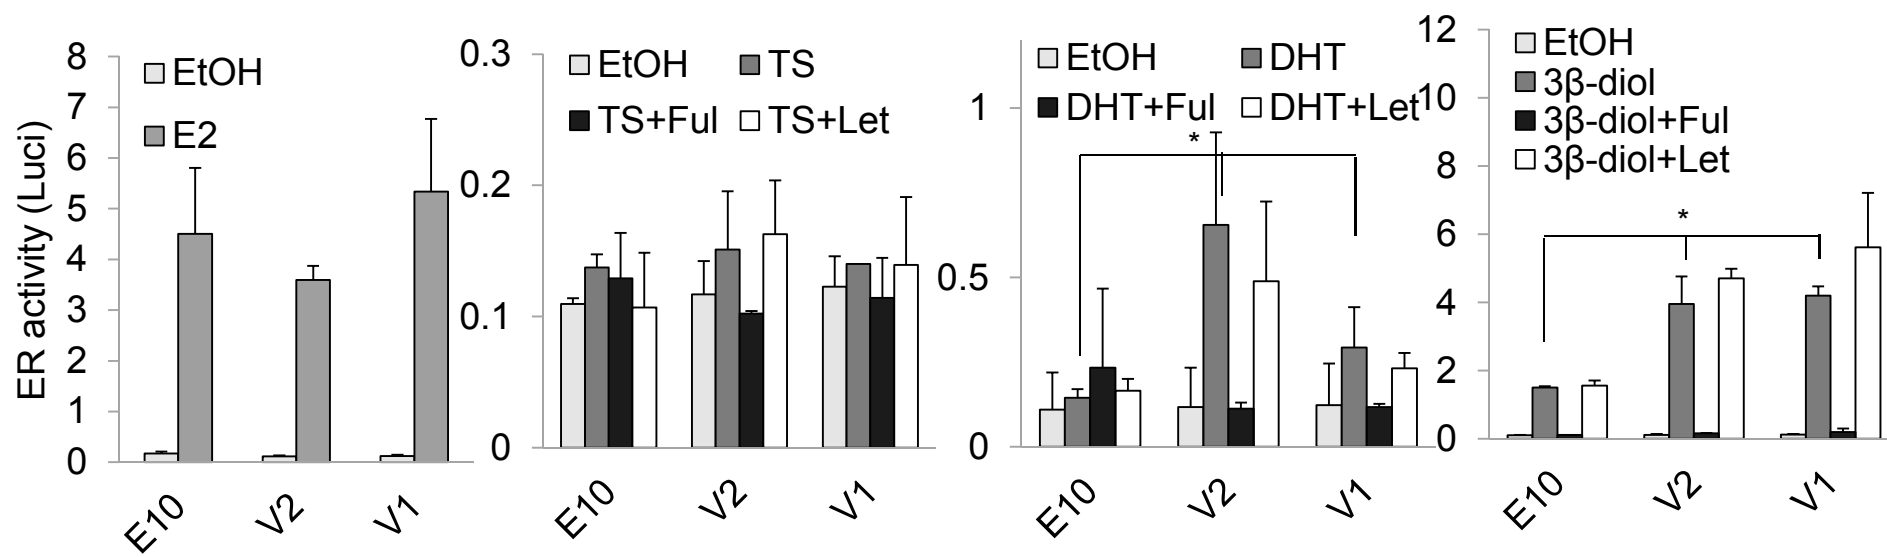 ER activity (Luci)
8
7
6
5
4
3
2
1
0
EtOH
E2
E10
V2
V1
0.3
0.2
0.1
0
EtOH
TS
TS+Ful
TS+Let
E10
V2
V1
1
0.5
0
EtOH
DHT
DHT+Ful
DHT+Let
*
E10
V2
V1
12
10
8
6
4
2
0
EtOH
3β-diol
3β-diol+Ful
3β-diol+Let
*
E10
V2
V1